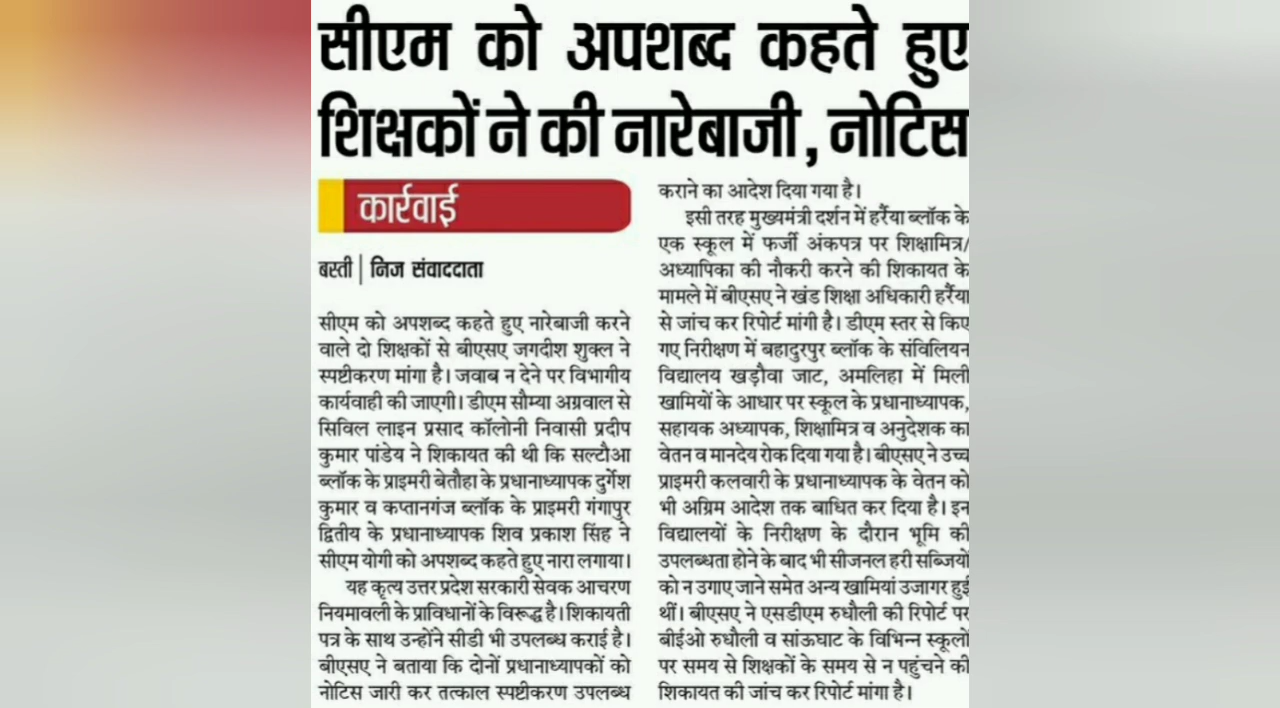 सीएम को अपशब्द कहते हुए
शिक्षकों ने की नारेबाजी, नोटिस
कार्रवाई
बस्ती | निज संवाददाता
सीएम को अपशब्द कहते हुए नारेबाजी करने
वाले दो शिक्षकों से बीएसए जगदीश शुक्ल ने
स्पष्टीकरण मांगा है। जवाब न देने पर विभागीय
कार्यवाही की जाएगी। डीएम सौम्या अग्रवाल से
सिविल लाइन प्रसाद कॉलोनी निवासी प्रदीप
कुमार पांडेय ने शिकायत की थी कि सल्टौआ
ब्लॉक के प्राइमरी बेतौहा के प्रधानाध्यापक दुर्गेश
कुमार व कप्तानगंज ब्लॉक के प्राइमरी गंगापुर
द्वितीय के प्रधानाध्यापक शिव प्रकाश सिंह ने
सीएम योगी को अपशब्द कहते हुए नारा लगाया।
यह कृत्य उत्तर प्रदेश सरकारी सेवक आचरण
नियमावली के प्राविधानों के विरूद्ध है। शिकायती
पत्र के साथ उन्होंने सीडी भी उपलब्ध कराई है।
बीएसए ने बताया कि दोनों प्रधानाध्यापकों को
नोटिस जारी कर तत्काल स्पष्टीकरण उपलब्ध
कराने का आदेश दिया गया है।
इसी तरह मुख्यमंत्री दर्शन में हर्रैया ब्लॉक के
एक स्कूल में फर्जी अंकपत्र पर शिक्षामित्र/
अध्यापिका की नौकरी करने की शिकायत के
मामले में बीएसए ने खंड शिक्षा अधिकारी हर्रैया
से जांच कर रिपोर्ट मांगी है। डीएम स्तर से किए
गए निरीक्षण में बहादुरपुर ब्लॉक के संविलियन
विद्यालय खड़ौवा जाट, अमलिहा में मिली
खामियों के आधार पर स्कूल के प्रधानाध्यापक,
सहायक अध्यापक, शिक्षामित्र व अनुदेशक का
वेतन व मानदेय रोक दिया गया है। बीएसए ने उच्च
प्राइमरी कलवारी के प्रधानाध्यापक के वेतन को
भी अग्रिम आदेश तक बाधित कर दिया है। इन
विद्यालयों के निरीक्षण के दौरान भूमि की
उपलब्धता होने के बाद भी सीजनल हरी सब्जियों
को न उगाए जाने समेत अन्य खामियां उजागर हुई
थीं। बीएसए ने एसडीएम रुधौली की रिपोर्ट पर
बीईओ रुधौली व सांऊघाट के विभिन्न स्कूलों
पर समय से शिक्षकों के समय से न पहुंचने की
शिकायत की जांच कर रिपोर्ट मांगा है।